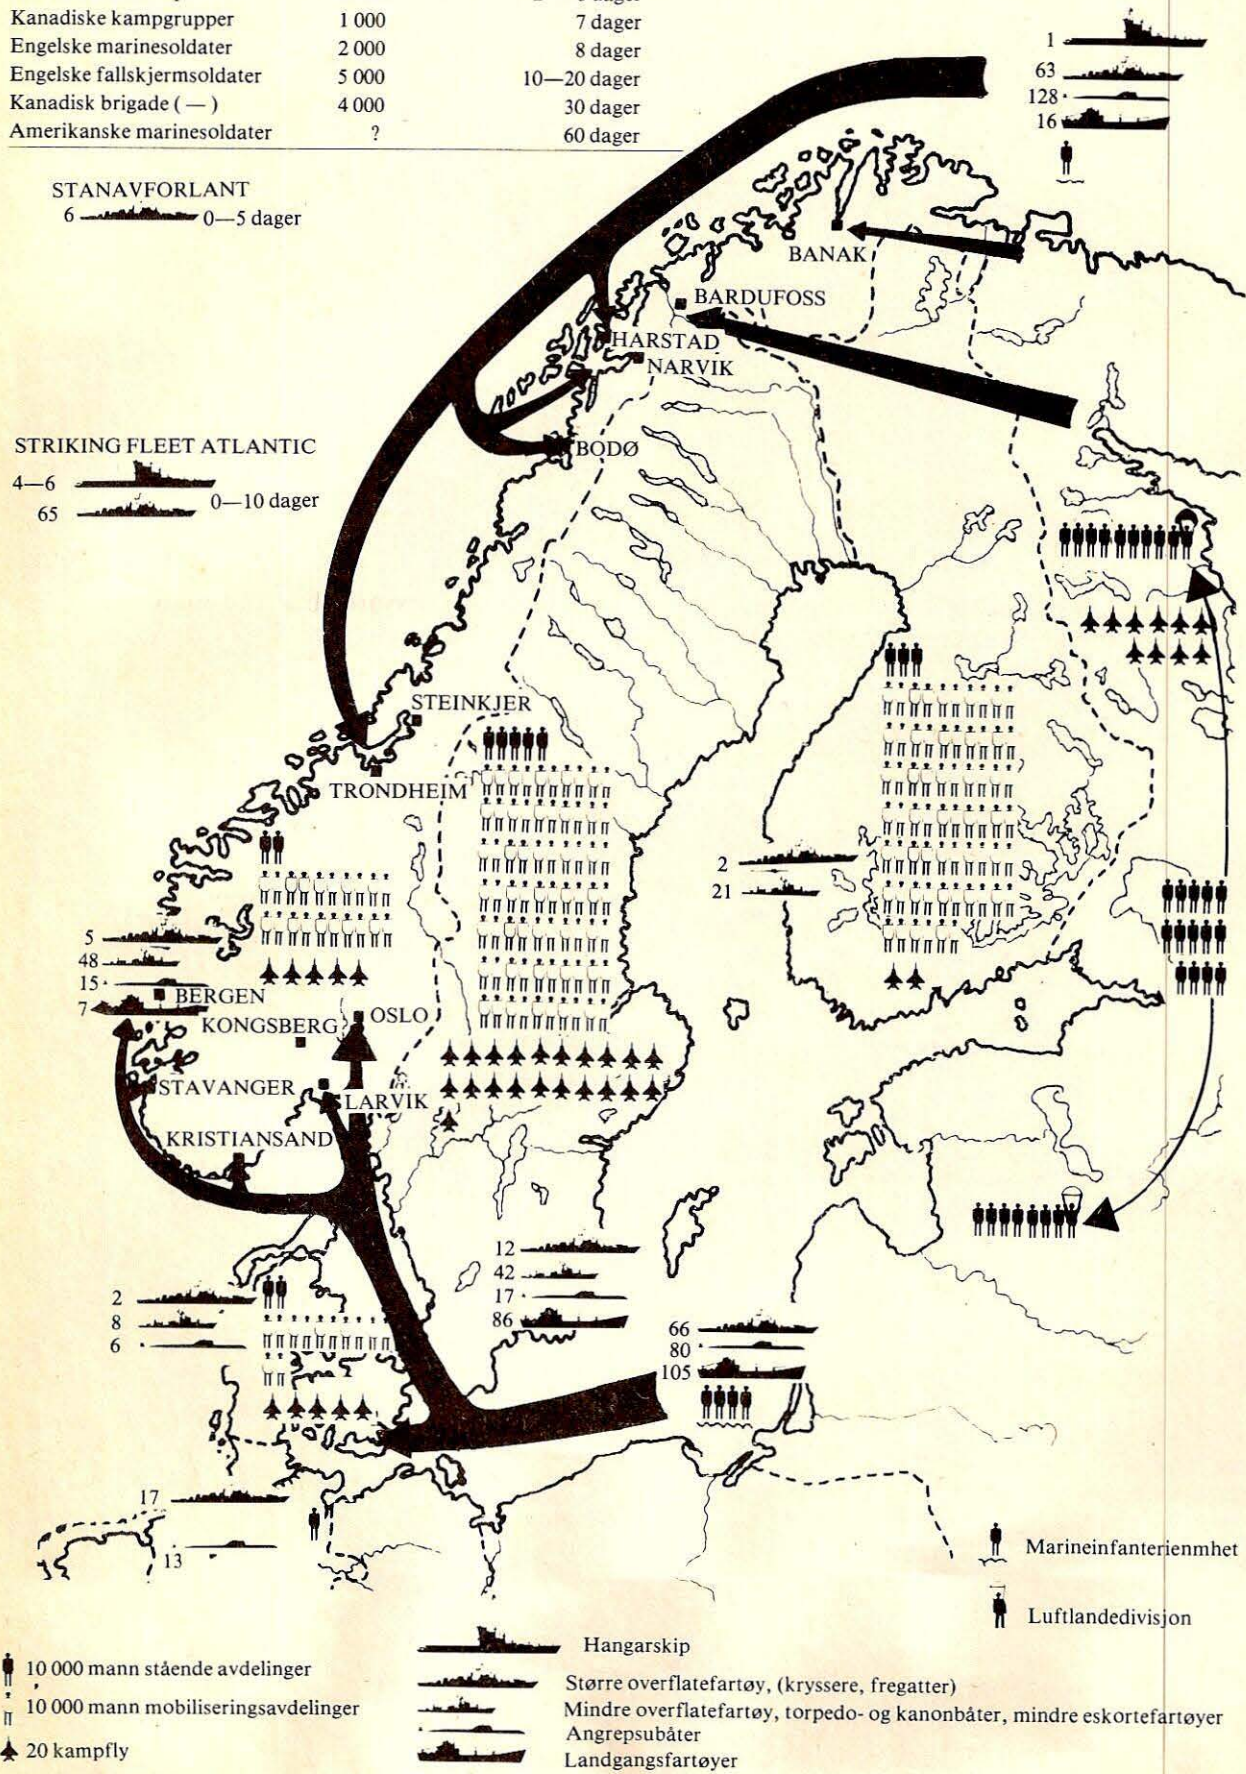 Kanadiske kampgrupper 1 000 7 dager
Engelske marinesoldater 2 000 8 dager
Engelske fallskjermsoldater 5 000 10—20 dager
Kanadisk brigade ( — ) 4 000 30 dager
Amerikanske marinesoldater ? 60 dager
1
63
128
16
STANAVFORLANT
6 0—5 dager
BANAK
BARDUFOSS
HARSTAD
NARVIK
STRIKING FLEET ATLANTIC
4—6
65 0—10 dager
BODØ
STEINKJER
TRONDHEIM
2
21
5
48
15
7
BERGEN
KONGSBERG
OSLO
STAVANGER
LARVIK
KRISTIANSAND
12
42
17
86
2
8
6
66
80
105
17
13
Marineinfanterienmhet
Luftlandedivisjon
Hangarskip
10 000 mann stående avdelinger
Større overflatefartøy, (kryssere, fregatter)
10 000 mann mobiliseringsavdelinger
Mindre overflatefartøy, torpedo- og kanonbåter, mindre eskortefartøyer
Angrepsubåter
20 kampfly
Landgangsfartøyer